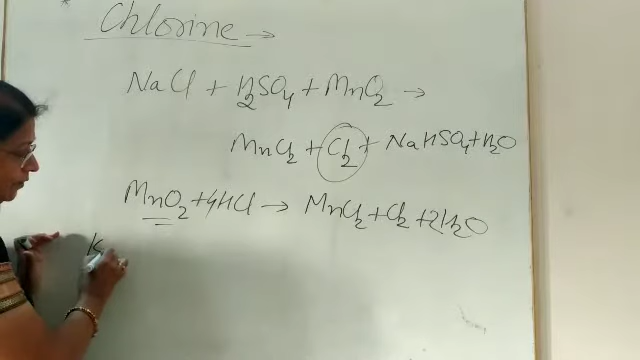 Chlorine →
NaCl + H2SO4 + MnO2 →
MnCl2 + Cl2 + NaHSO4 + H2O
MnO2 + 4HCl → MnCl2 + Cl2 + 2H2O
K